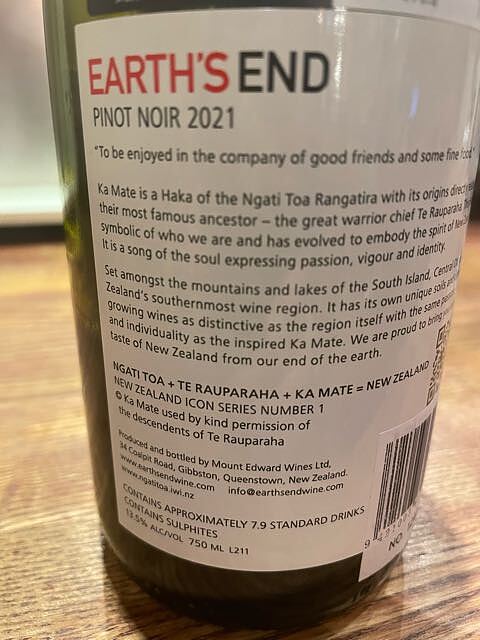 EARTH'S END
PINOT NOIR 2021
"To be enjoyed in the company of good friends and some fine food"
Ka Mate is a Haka of the Ngati Toa Rangatira with its origins
their most famous ancestor – the great warrior chief Te Rauparaha.
symbolic of who we are and has evolved to embody the spirit of
It is a song of the soul expressing passion, vigour and identity.
Set amongst the mountains and lakes of the South Island, Central
Zealand's southernmost wine region. It has its own unique soils
growing wines as distinctive as the region itself with the same
and individuality as the inspired Ka Mate. We are proud to bring
taste of New Zealand from our end of the earth.
NGATI TOA + TE RAUPARAHA + KA MATE = NEW ZEALAND
NEW ZEALAND ICON SERIES NUMBER 1
© Ka Mate used by kind permission of
the descendents of Te Rauparaha
Produced and bottled by Mount Edward Wines Ltd,
34 Coalpit Road, Gibbston, Queenstown, New Zealand.
www.earthsendwine.com info@earthsendwine.com
www.ngatitoa.iwi.nz
CONTAINS APPROXIMATELY 7.9 STANDARD DRINKS
CONTAINS SULPHITES
13.5% ALC/VOL 750 ML L211
NO